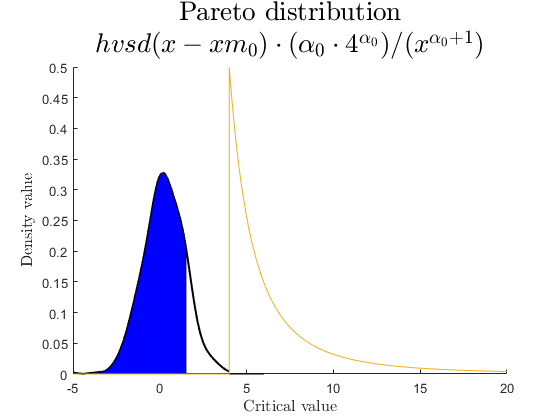 Pareto distribution
hvsd(x − xm₀) · (α₀ · 4^α₀)/(x^α₀+1)
0.5
0.45
0.4
0.35
0.3
0.25
0.2
0.15
0.1
0.05
0
Density value
-5 0 5 10 15 20
Critical value